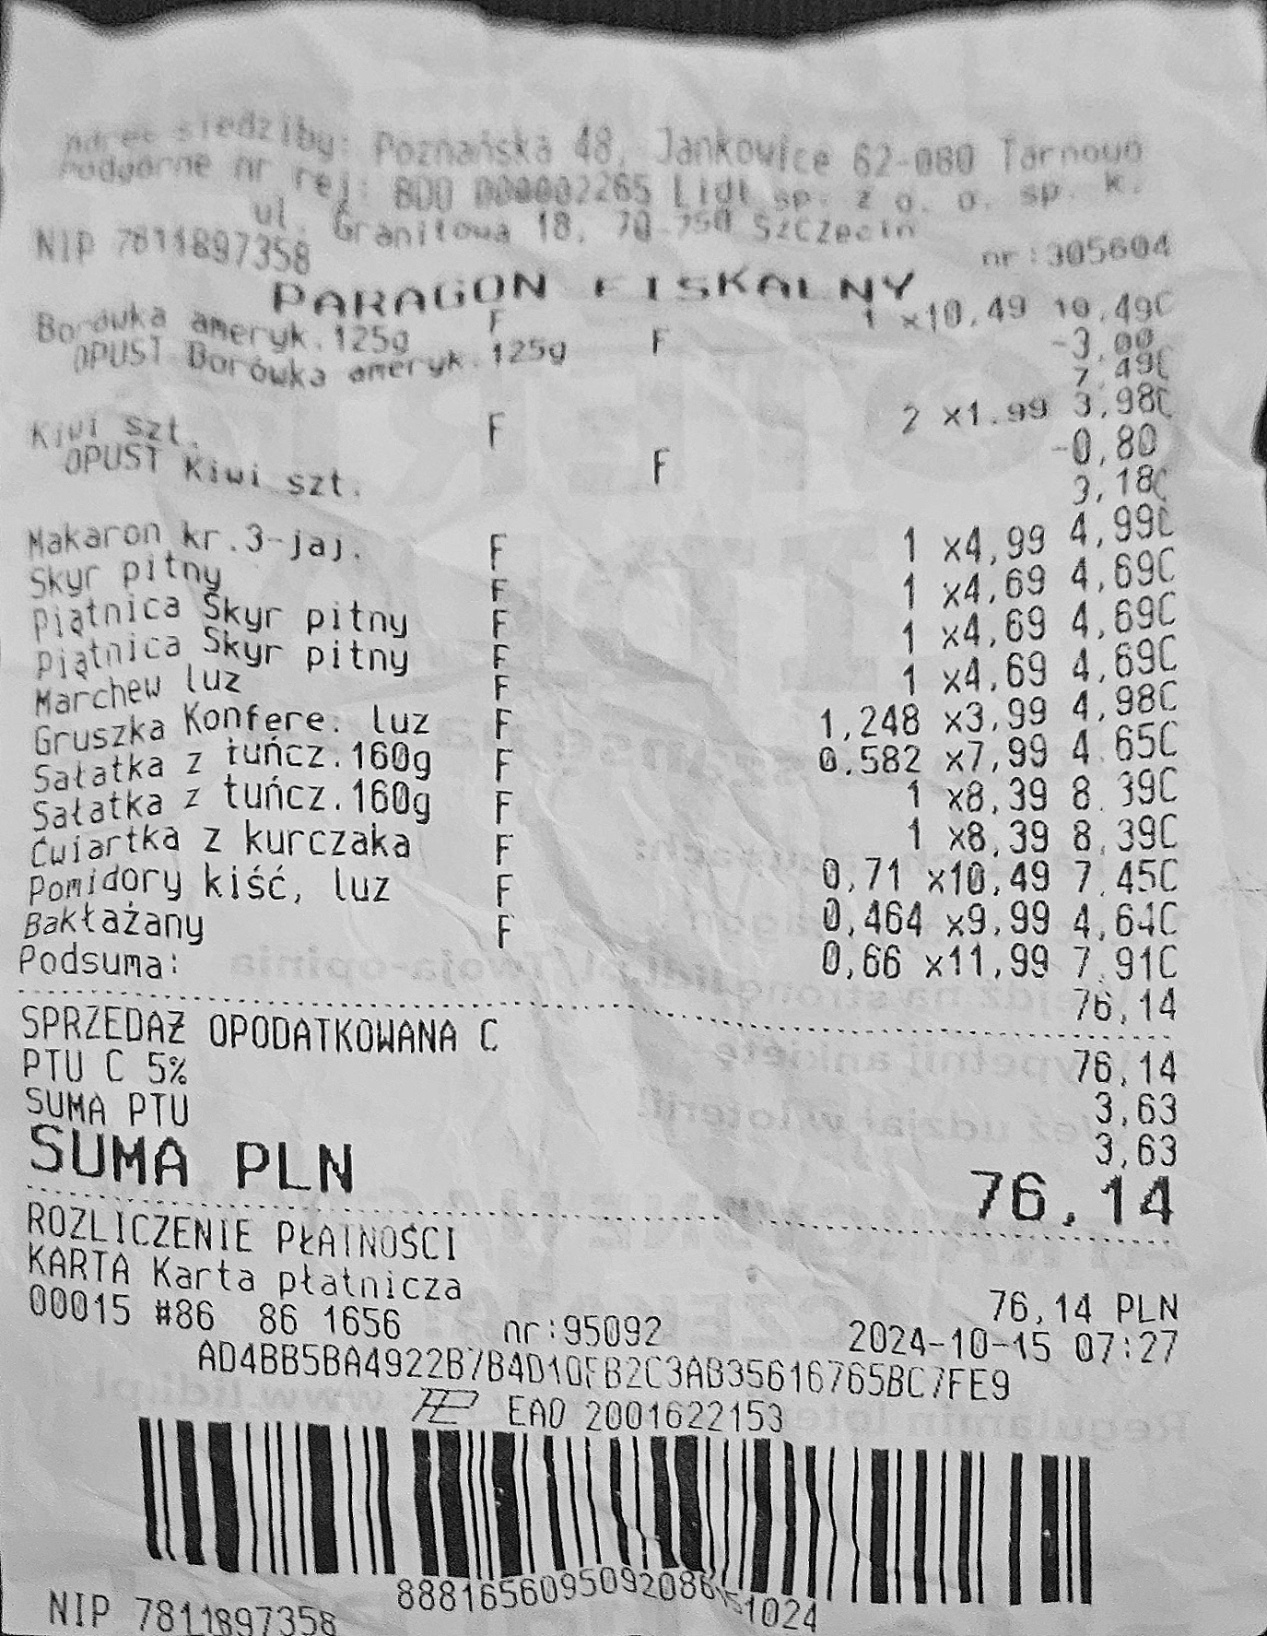 Adres siedziby: Poznańska 48, Jankowice 62-080 Tarnowo
Podgórne nr rej: BDO 000002265 Lidl sp. z o. o. sp. k.
ul. Granitowa 18, 70-750 Szczecin
NIP 7811897358 nr:305604
PARAGON FISKALNY
Borówka ameryk.125g F 1 x10,49 10,49C
OPUST Borówka ameryk.125g F -3,00
7,49C
Kiwi szt. F 2 x1.99 3,98C
OPUST Kiwi szt. F -0,80
3,18C
Makaron kr.3-jaj. F 1 x4,99 4,99C
Skyr pitny F 1 x4,69 4,69C
Piątnica Skyr pitny F 1 x4,69 4,69C
Piątnica Skyr pitny F 1 x4,69 4,69C
Marchew luz F 1,248 x3,99 4,98C
Gruszka Konfere. luz F 0,582 x7,99 4,65C
Sałatka z tuńcz.160g F 1 x8,39 8,39C
Sałatka z tuńcz.160g F 1 x8,39 8,39C
Ćwiartka z kurczaka F 0,71 x10,49 7,45C
Pomidory kiść, luz F 0,464 x9,99 4,64C
Bakłażany F 0,66 x11,99 7,91C
Podsuma: 76,14
SPRZEDAŻ OPODATKOWANA C 76,14
PTU C 5% 3,63
SUMA PTU 3,63
SUMA PLN 76,14
ROZLICZENIE PŁATNOŚCI
KARTA Karta płatnicza 76,14 PLN
00015 #86 86 1656 nr:95092 2024-10-15 07:27
AD4BB5BA4922B7B4D10FB2C3AB35616765BC7FE9
EAO 2001622153
NIP 7811897358